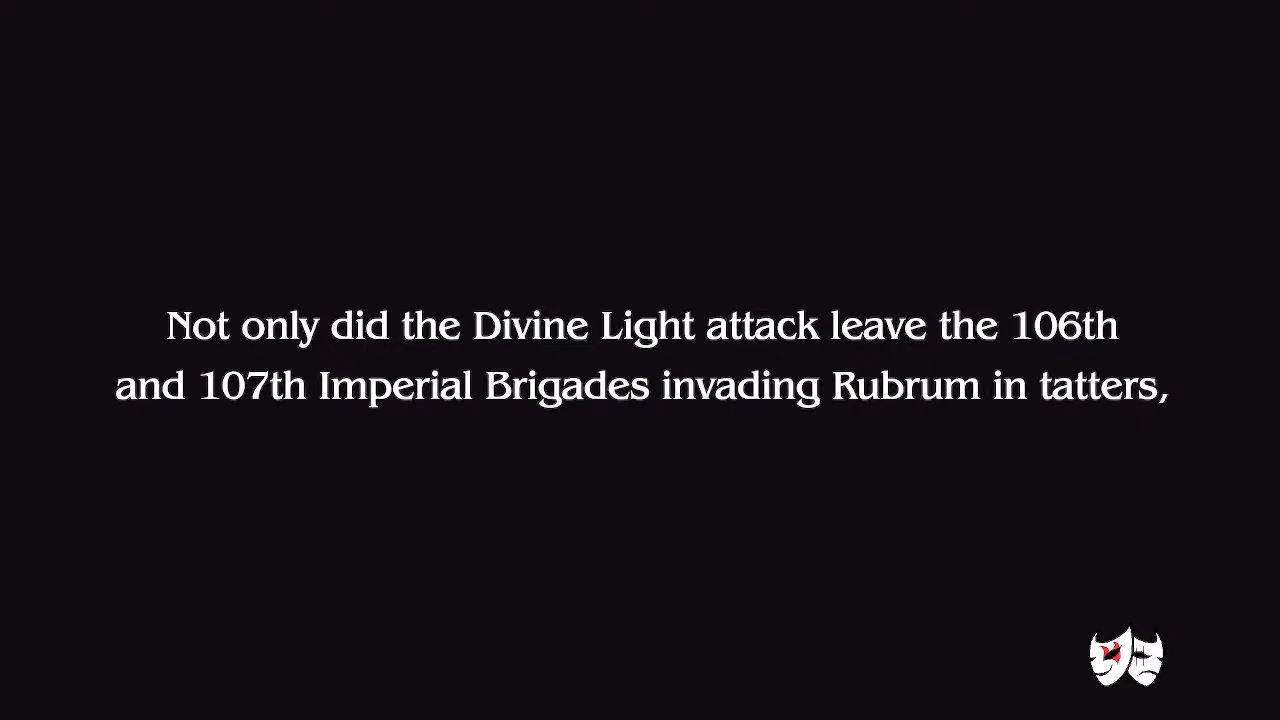 Not only did the Divine Light attack leave the 106th
and 107th Imperial Brigades invading Rubrum in tatters,